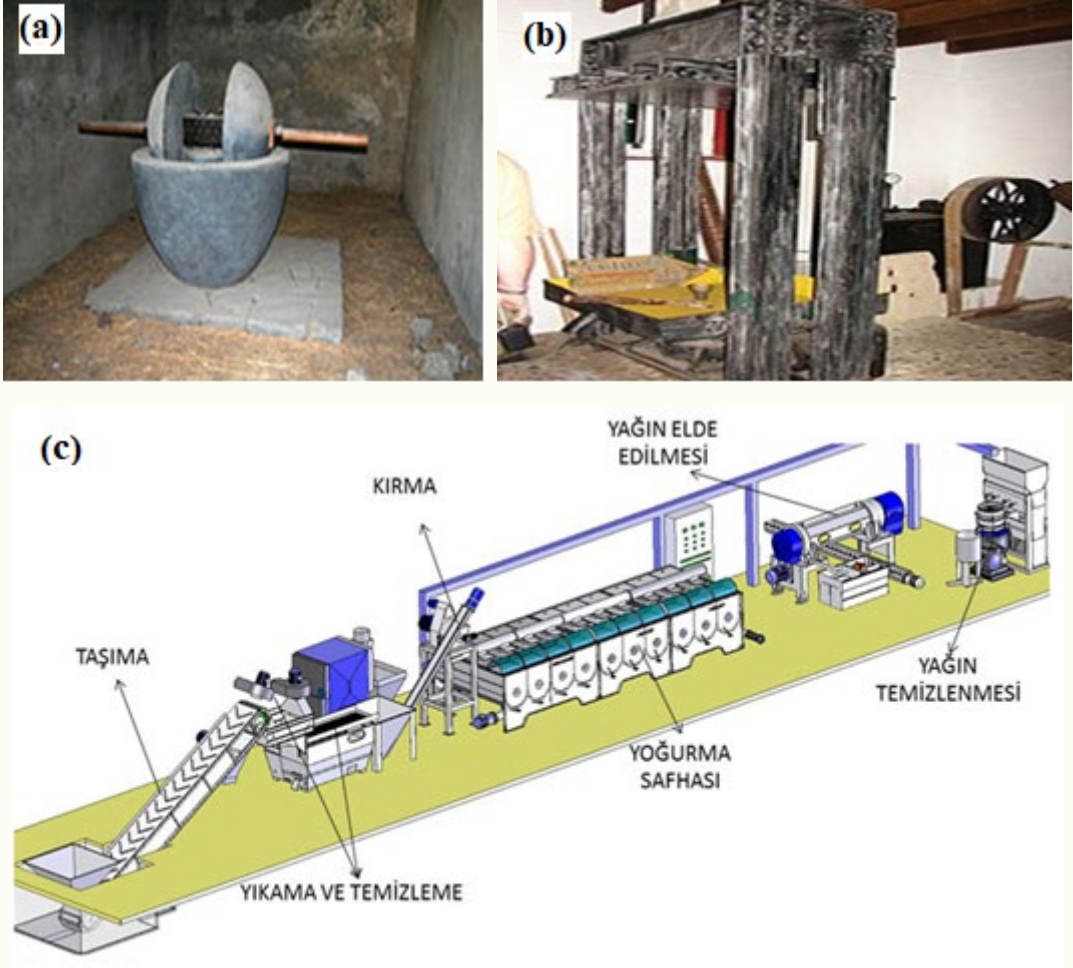 (a)
(b)
(c)
YAĞIN ELDE
EDİLMESİ
KIRMA
TAŞIMA
YAĞIN
TEMİZLENMESİ
YOĞURMA
SAFHASI
YIKAMA VE TEMİZLEME